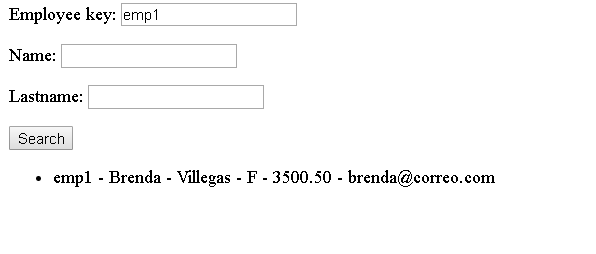 Employee key: emp1
Name:
Lastname:
Search
• emp1 - Brenda - Villegas - F - 3500.50 - brenda@correo.com